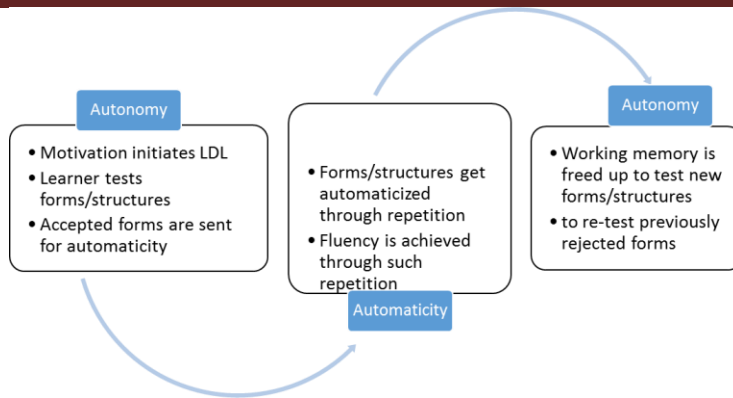 Autonomy
• Motivation initiates LDL
• Learner tests
forms/structures
• Accepted forms are sent
for automaticity
• Forms/structures get
automaticized
through repetition
• Fluency is achieved
through such
repetition
Automaticity
Autonomy
• Working memory is
freed up to test new
forms/structures
• to re-test previously
rejected forms